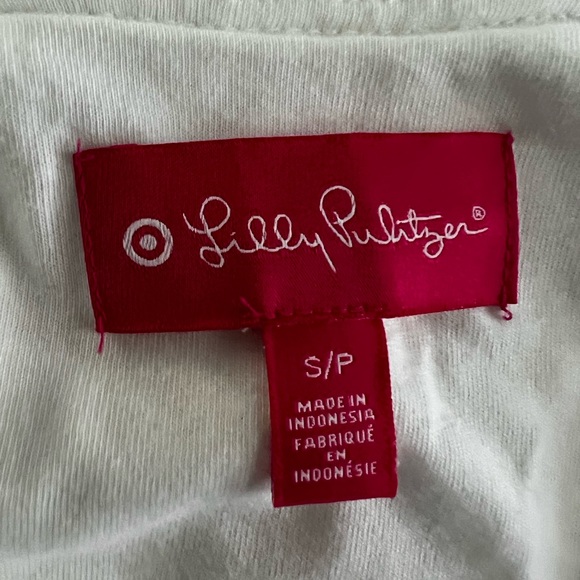 Lilly Pulitzer®
S/P
MADE IN
INDONESIA
FABRIQUÉ
EN
INDONÉSIE